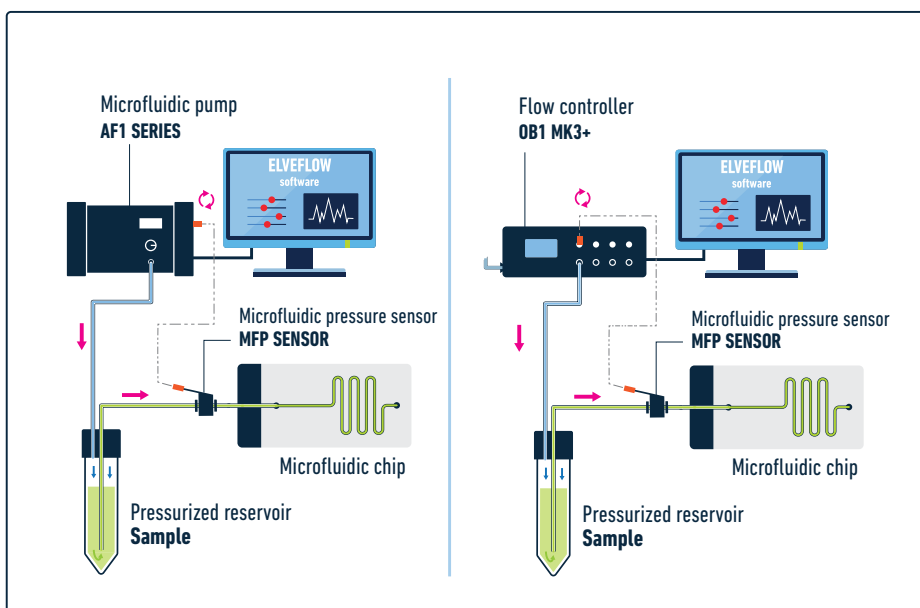 Microfluidic pump
AF1 SERIES
ELVEFLOW
software
Microfluidic pressure sensor
MFP SENSOR
Microfluidic chip
Pressurized reservoir
Sample
Flow controller
OB1 MK3+
ELVEFLOW
software
Microfluidic pressure sensor
MFP SENSOR
Microfluidic chip
Pressurized reservoir
Sample